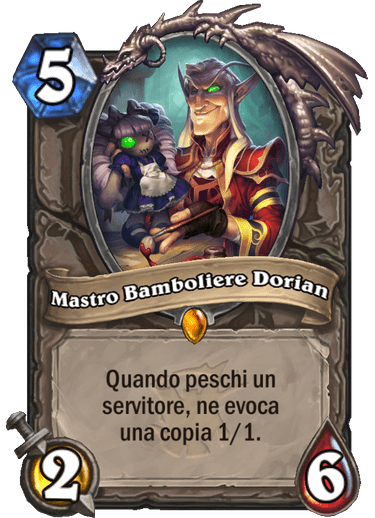 5
Mastro Bamboliere Dorian
Quando peschi un
servitore, ne evoca
una copia 1/1.
2
6